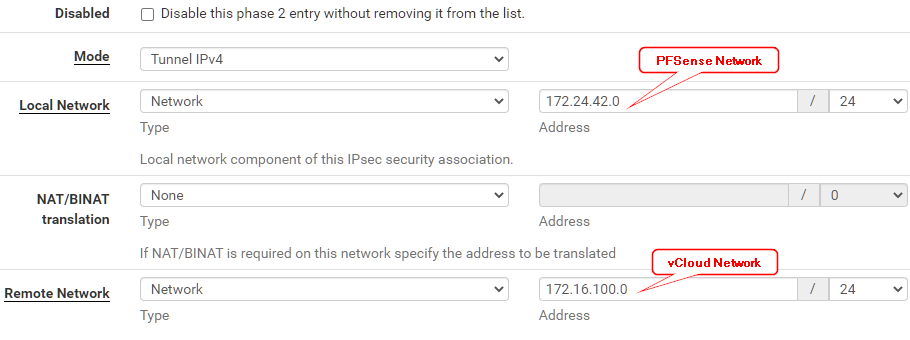 Disabled
Disable this phase 2 entry without removing it from the list.
Mode
Tunnel IPv4
PFSense Network
Local Network
Network
172.24.42.0 / 24
Type
Address
Local network component of this IPsec security association.
NAT/BINAT
translation
None
/ 0
Type
Address
If NAT/BINAT is required on this network specify the address to be translated
vCloud Network
Remote Network
Network
172.16.100.0 / 24
Type
Address